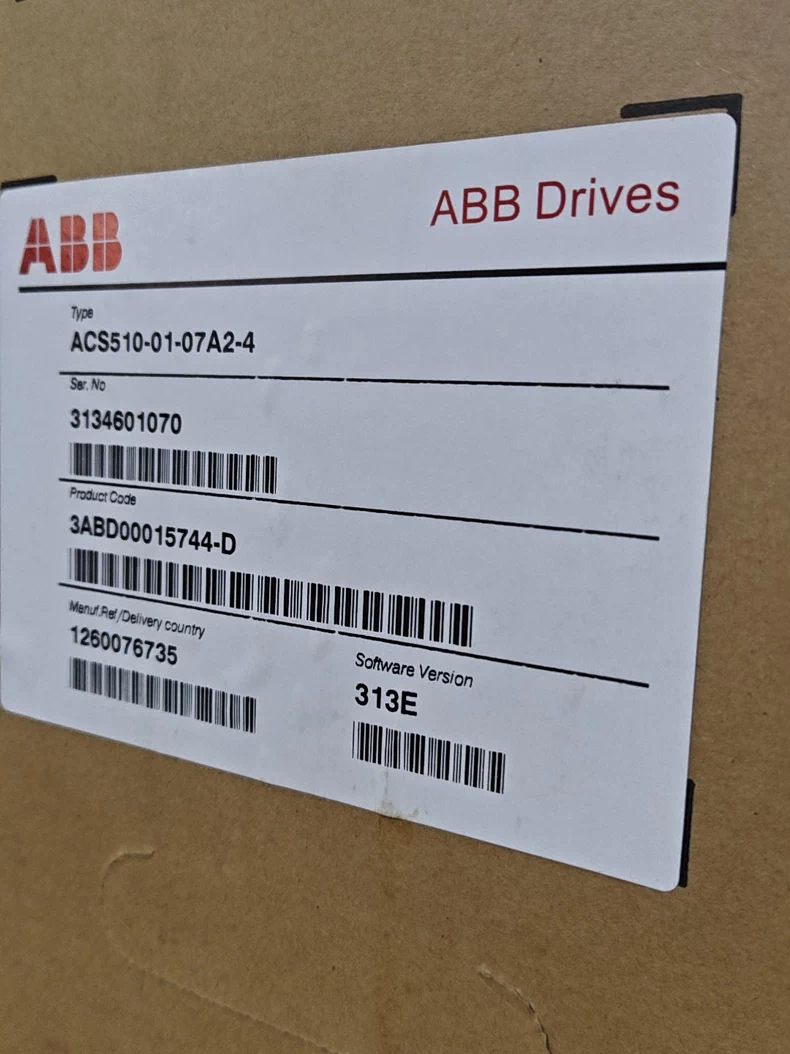 ABB
ABB Drives
Type
ACS510-01-07A2-4
Ser. No
3134601070
Product Code
3ABD00015744-D
Manuf.Ref/Delivery country
1260076735
Software Version
313E